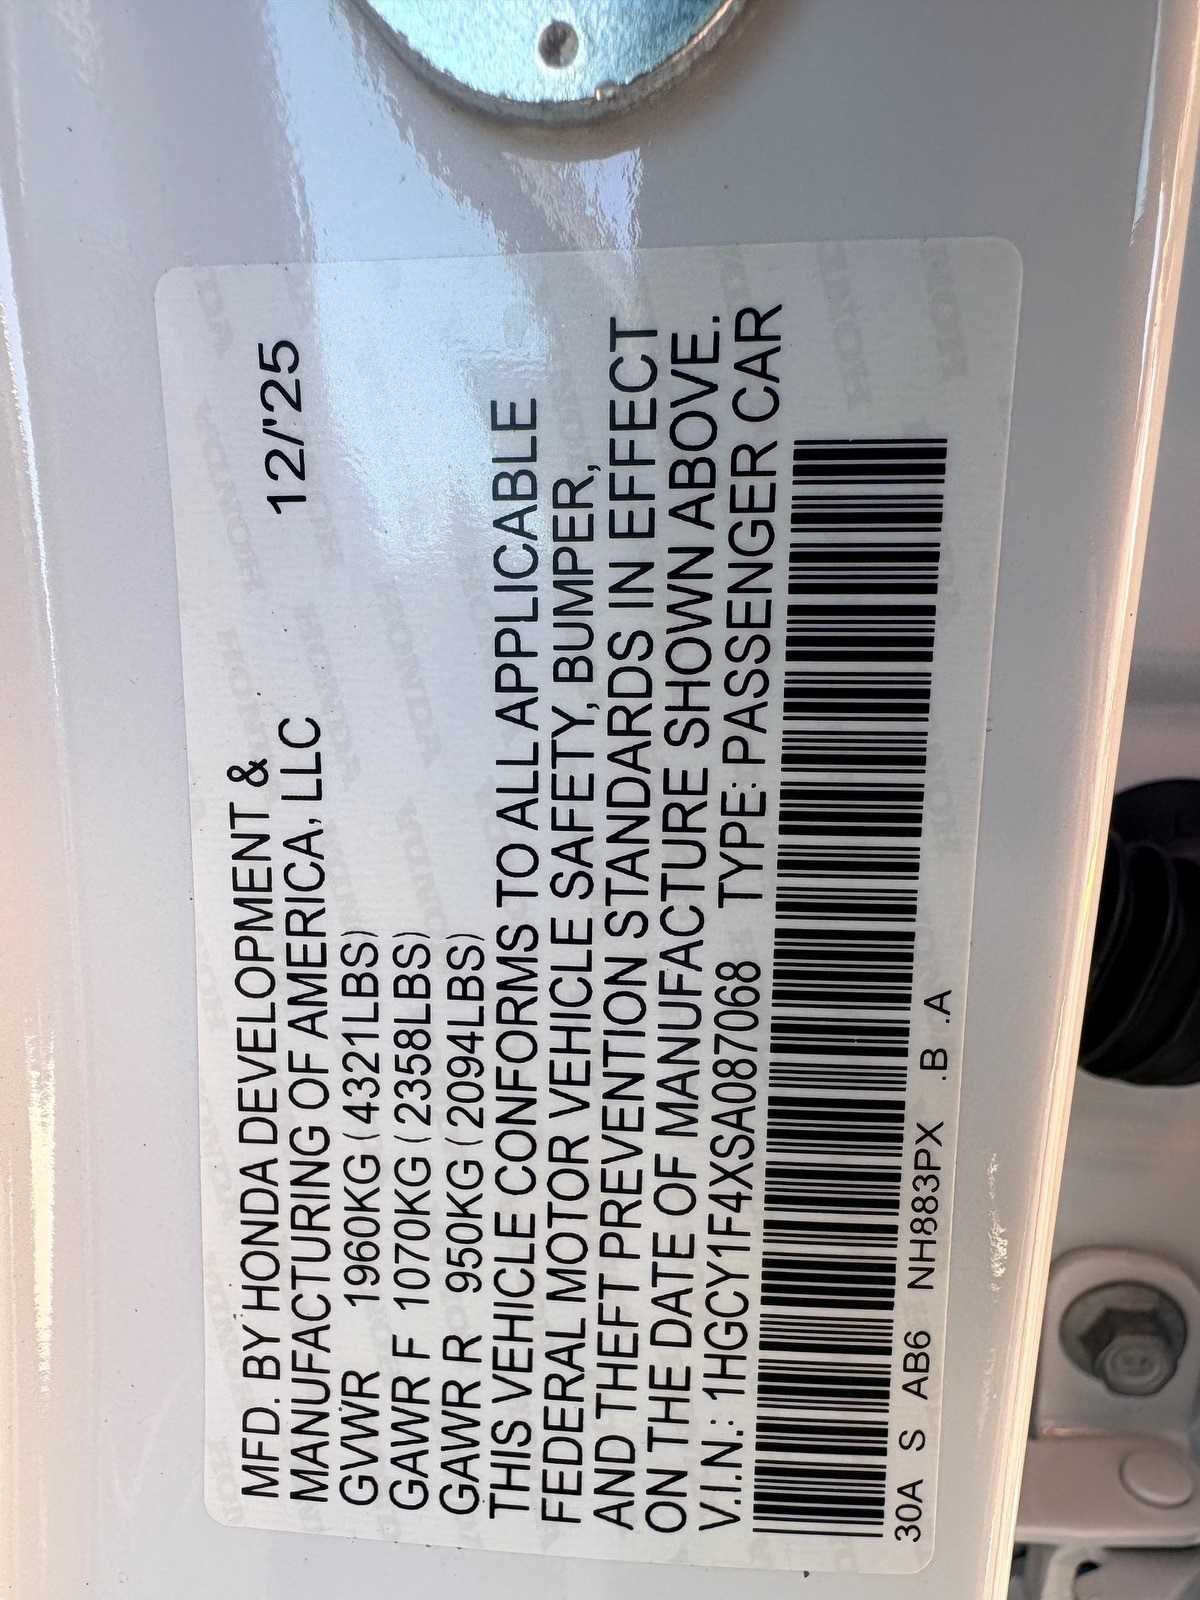 12/'25
MFD. BY HONDA DEVELOPMENT &
MANUFACTURING OF AMERICA, LLC
GVWR 1960KG (4321LBS)
GAWR F 1070KG (2358LBS)
GAWR R 950KG (2094LBS)
THIS VEHICLE CONFORMS TO ALL APPLICABLE
FEDERAL MOTOR VEHICLE SAFETY, BUMPER,
AND THEFT PREVENTION STANDARDS IN EFFECT
ON THE DATE OF MANUFACTURE SHOWN ABOVE.
V.I.N.: 1HGCY1F4XSA087068 TYPE: PASSENGER CAR
30A S AB6 NH883PX .B .A